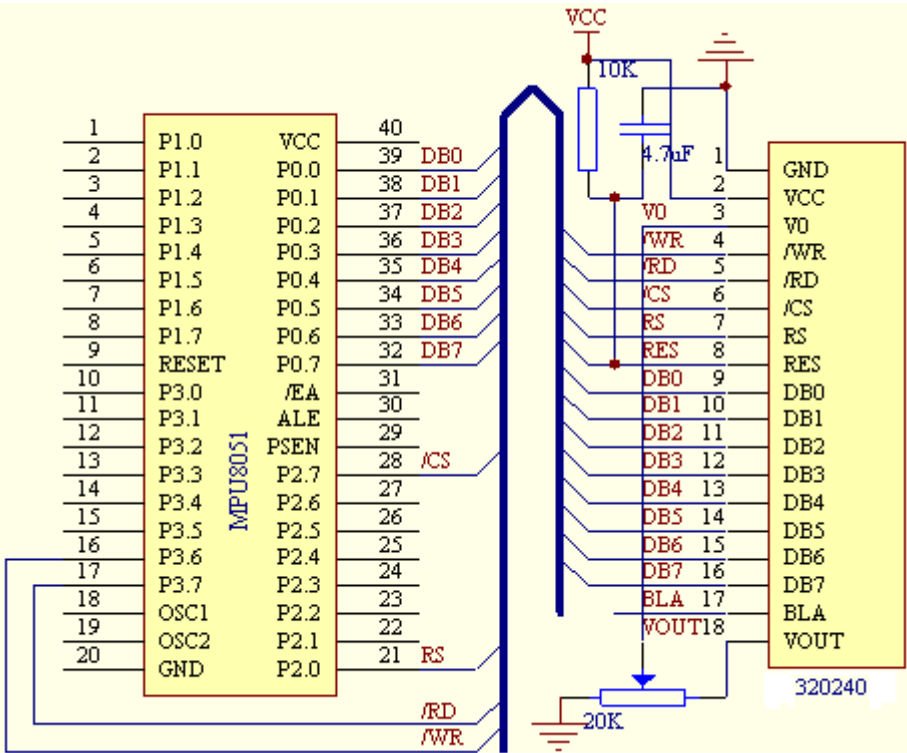 VCC
10K
4.7uF
1 P1.0 VCC 40
2 P1.1 P0.0 39 DB0
3 P1.2 P0.1 38 DB1
4 P1.3 P0.2 37 DB2
5 P1.4 P0.3 36 DB3
6 P1.5 P0.4 35 DB4
7 P1.6 P0.5 34 DB5
8 P1.7 P0.6 33 DB6
9 RESET P0.7 32 DB7
10 P3.0 /EA 31
11 P3.1 ALE 30
12 P3.2 PSEN 29
13 P3.3 P2.7 28 /CS
14 P3.4 P2.6 27
15 P3.5 P2.5 26
16 P3.6 P2.4 25
17 P3.7 P2.3 24
18 OSC1 P2.2 23
19 OSC2 P2.1 22
20 GND P2.0 21 RS
MPU8051
/RD
/WR
1 GND
2 VCC
V0 3 V0
/WR 4 /WR
/RD 5 /RD
/CS 6 /CS
RS 7 RS
RES 8 RES
DB0 9 DB0
DB1 10 DB1
DB2 11 DB2
DB3 12 DB3
DB4 13 DB4
DB5 14 DB5
DB6 15 DB6
DB7 16 DB7
BLA 17 BLA
VOUT 18 VOUT
320240
20K